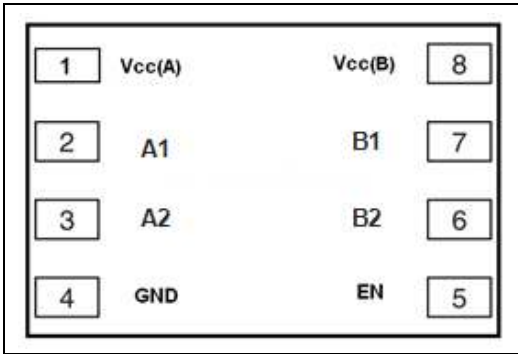 1 Vcc(A) Vcc(B) 8
2 A1 B1 7
3 A2 B2 6
4 GND EN 5